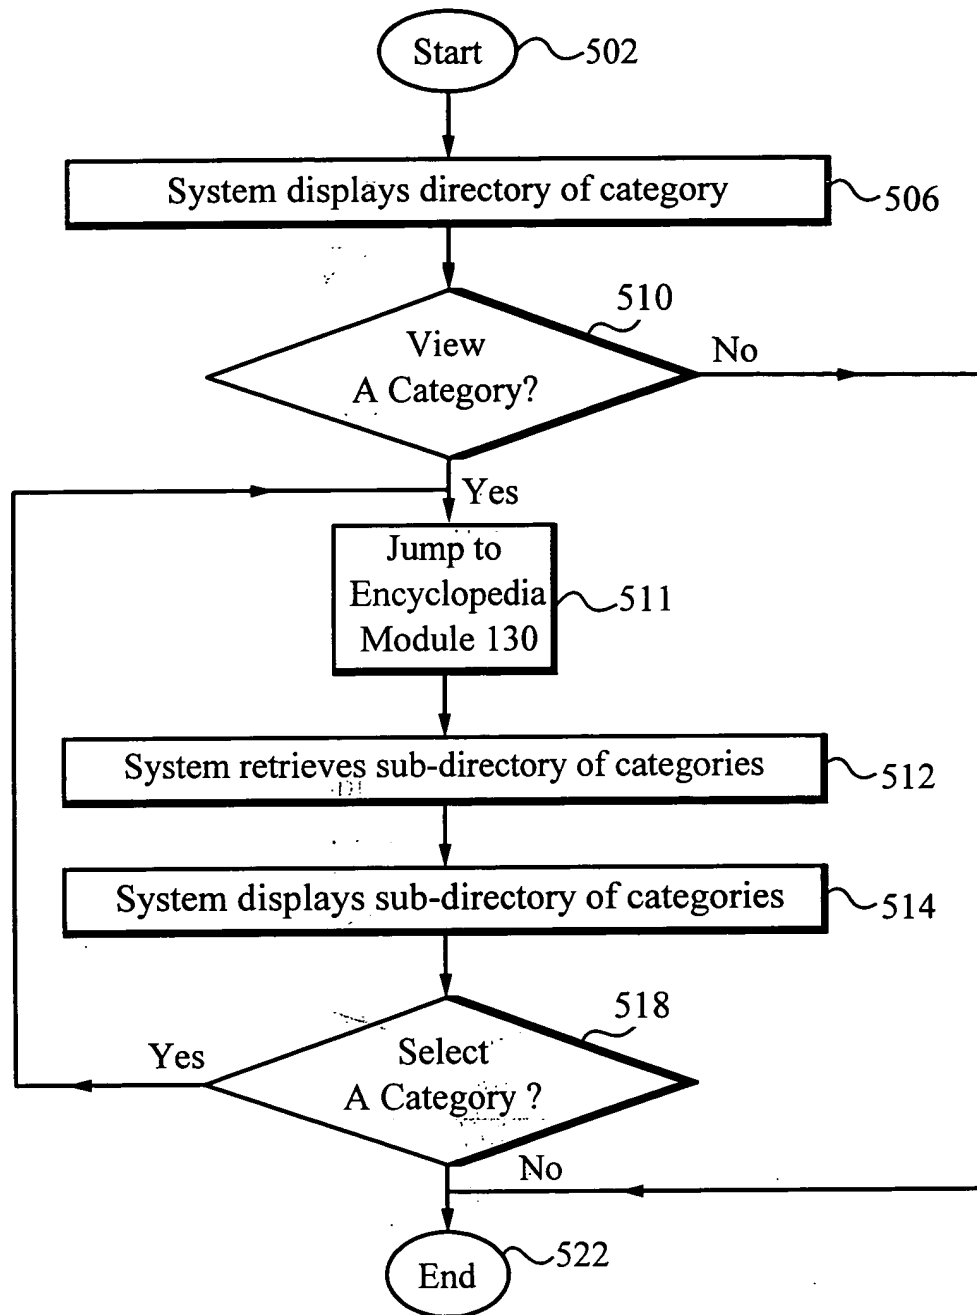 Start
502
System displays directory of category
506
510
View
A Category?
No
Yes
Jump to
Encyclopedia
Module 130
511
System retrieves sub-directory of categories
512
System displays sub-directory of categories
514
518
Yes
Select
A Category ?
No
522
End